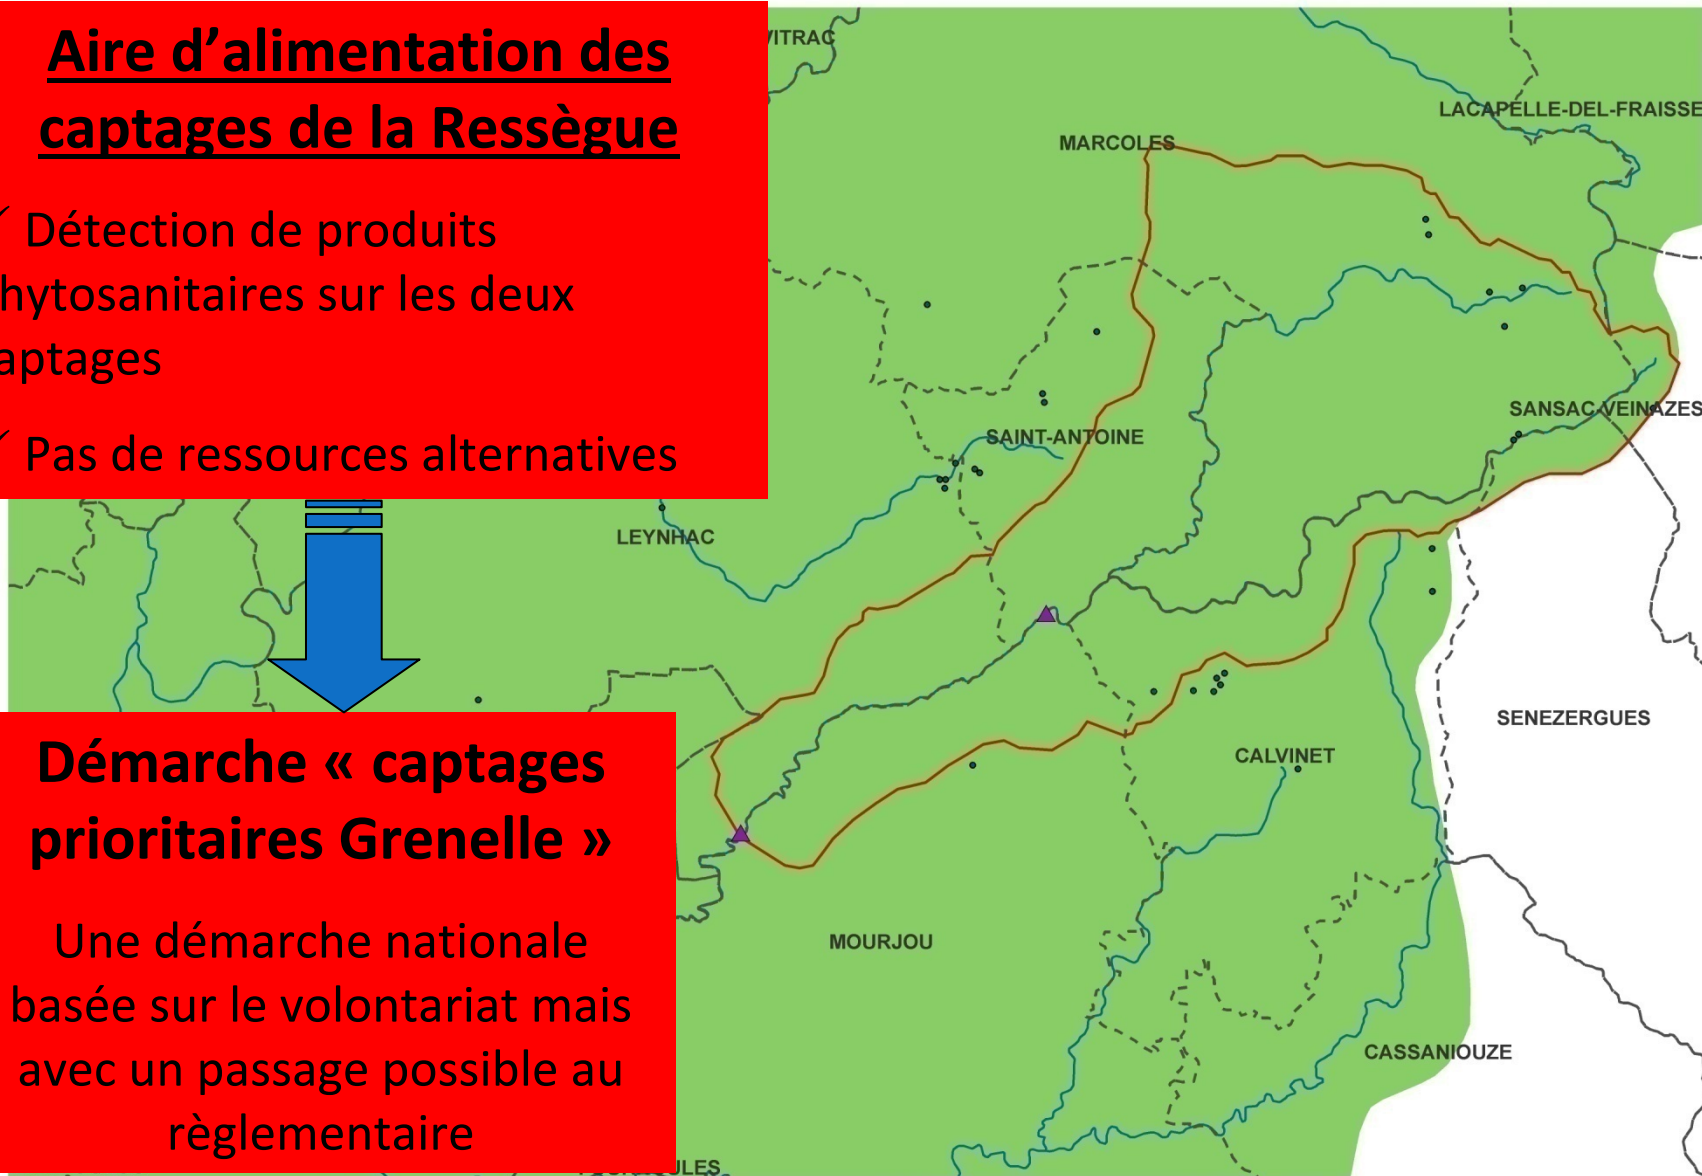 Aire d’alimentation des
captages de la Ressègue
✓ Détection de produits
hytosanitaires sur les deux
aptages
✓ Pas de ressources alternatives
Démarche « captages
prioritaires Grenelle »
Une démarche nationale
basée sur le volontariat mais
avec un passage possible au
règlementaire
VITRAC
LACAPELLE-DEL-FRAISSE
MARCOLES
SANSAC-VEINAZES
SAINT-ANTOINE
LEYNHAC
SENEZERGUES
CALVINET
MOURJOU
CASSANIOUZE